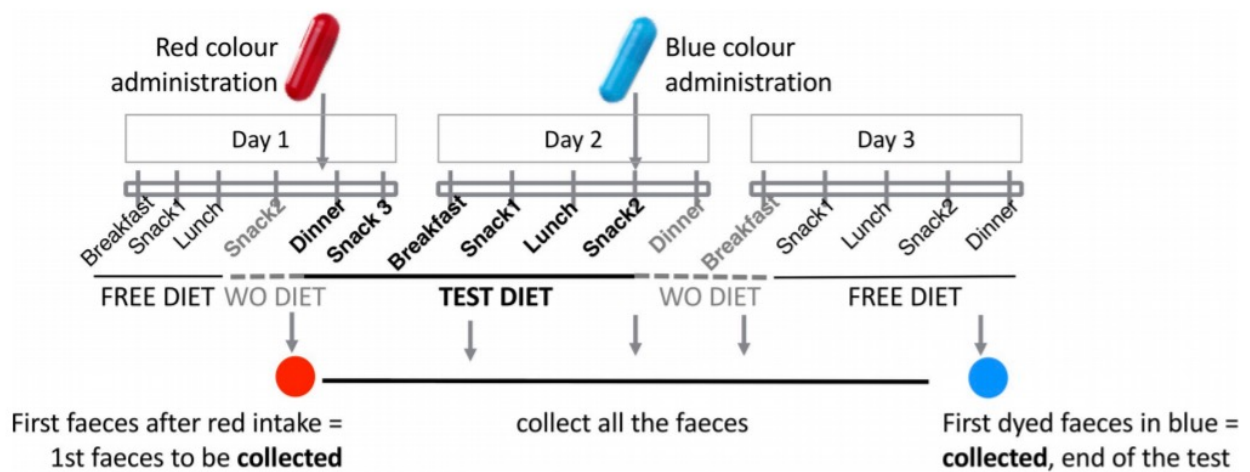 Red colour
administration
Blue colour
administration
Day 1
Day 2
Day 3
Breakfast
Snack1
Lunch
Snack2
Dinner
Snack 3
Breakfast
Snack1
Lunch
Snack2
Dinner
Breakfast
Snack1
Lunch
Snack2
Dinner
FREE DIET
WO DIET
TEST DIET
WO DIET
FREE DIET
First faeces after red intake =
1st faeces to be collected
collect all the faeces
First dyed faeces in blue =
collected, end of the test